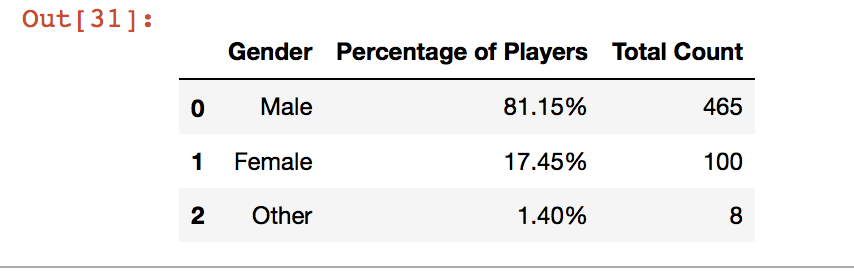 Out[31]:
Gender Percentage of Players Total Count
0 Male 81.15% 465
1 Female 17.45% 100
2 Other 1.40% 8